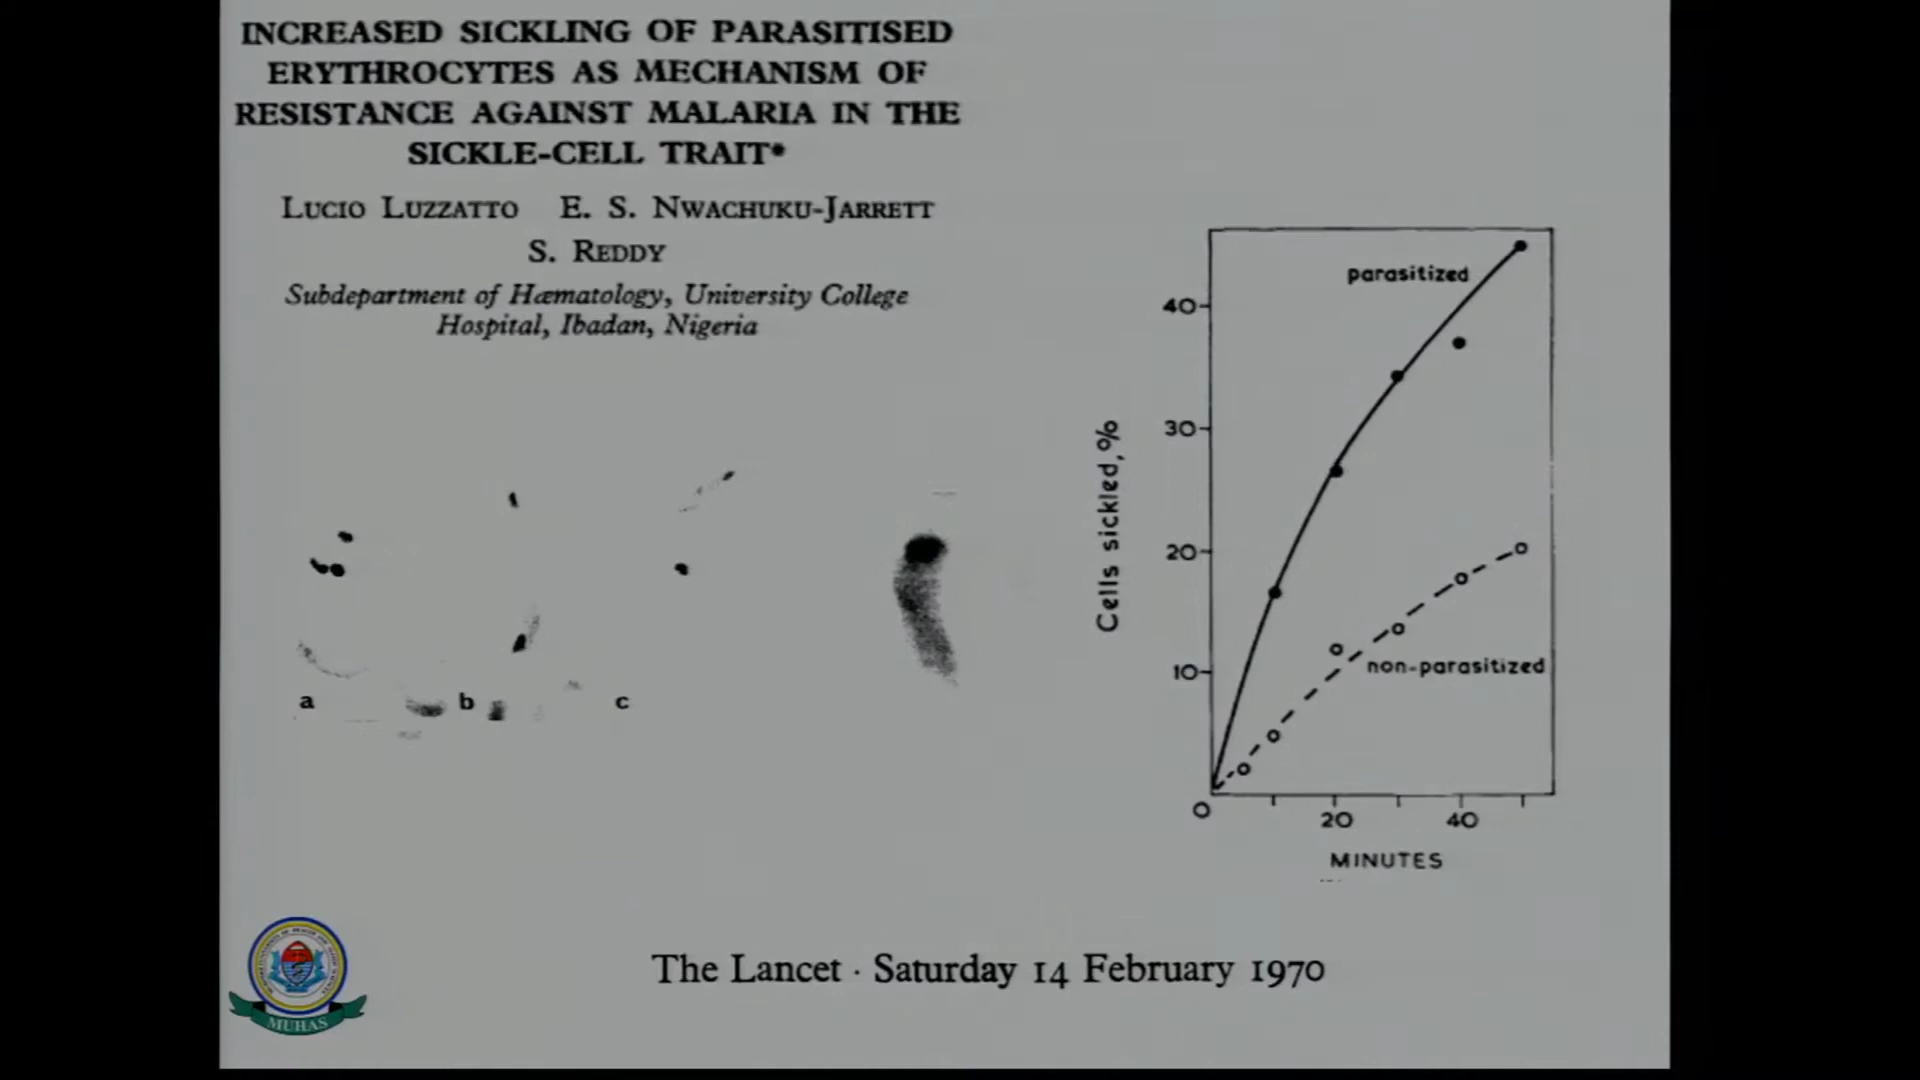 INCREASED SICKLING OF PARASITISED
ERYTHROCYTES AS MECHANISM OF
RESISTANCE AGAINST MALARIA IN THE
SICKLE-CELL TRAIT*
LUCIO LUZZATTO E. S. NWACHUKU-JARRETT
S. REDDY
Subdepartment of Hæmatology, University College
Hospital, Ibadan, Nigeria
a
b
c
parasitized
40
30
20
10
Cells sickled, %
non-parasitized
0
20
40
MINUTES
The Lancet · Saturday 14 February 1970
MUHAS